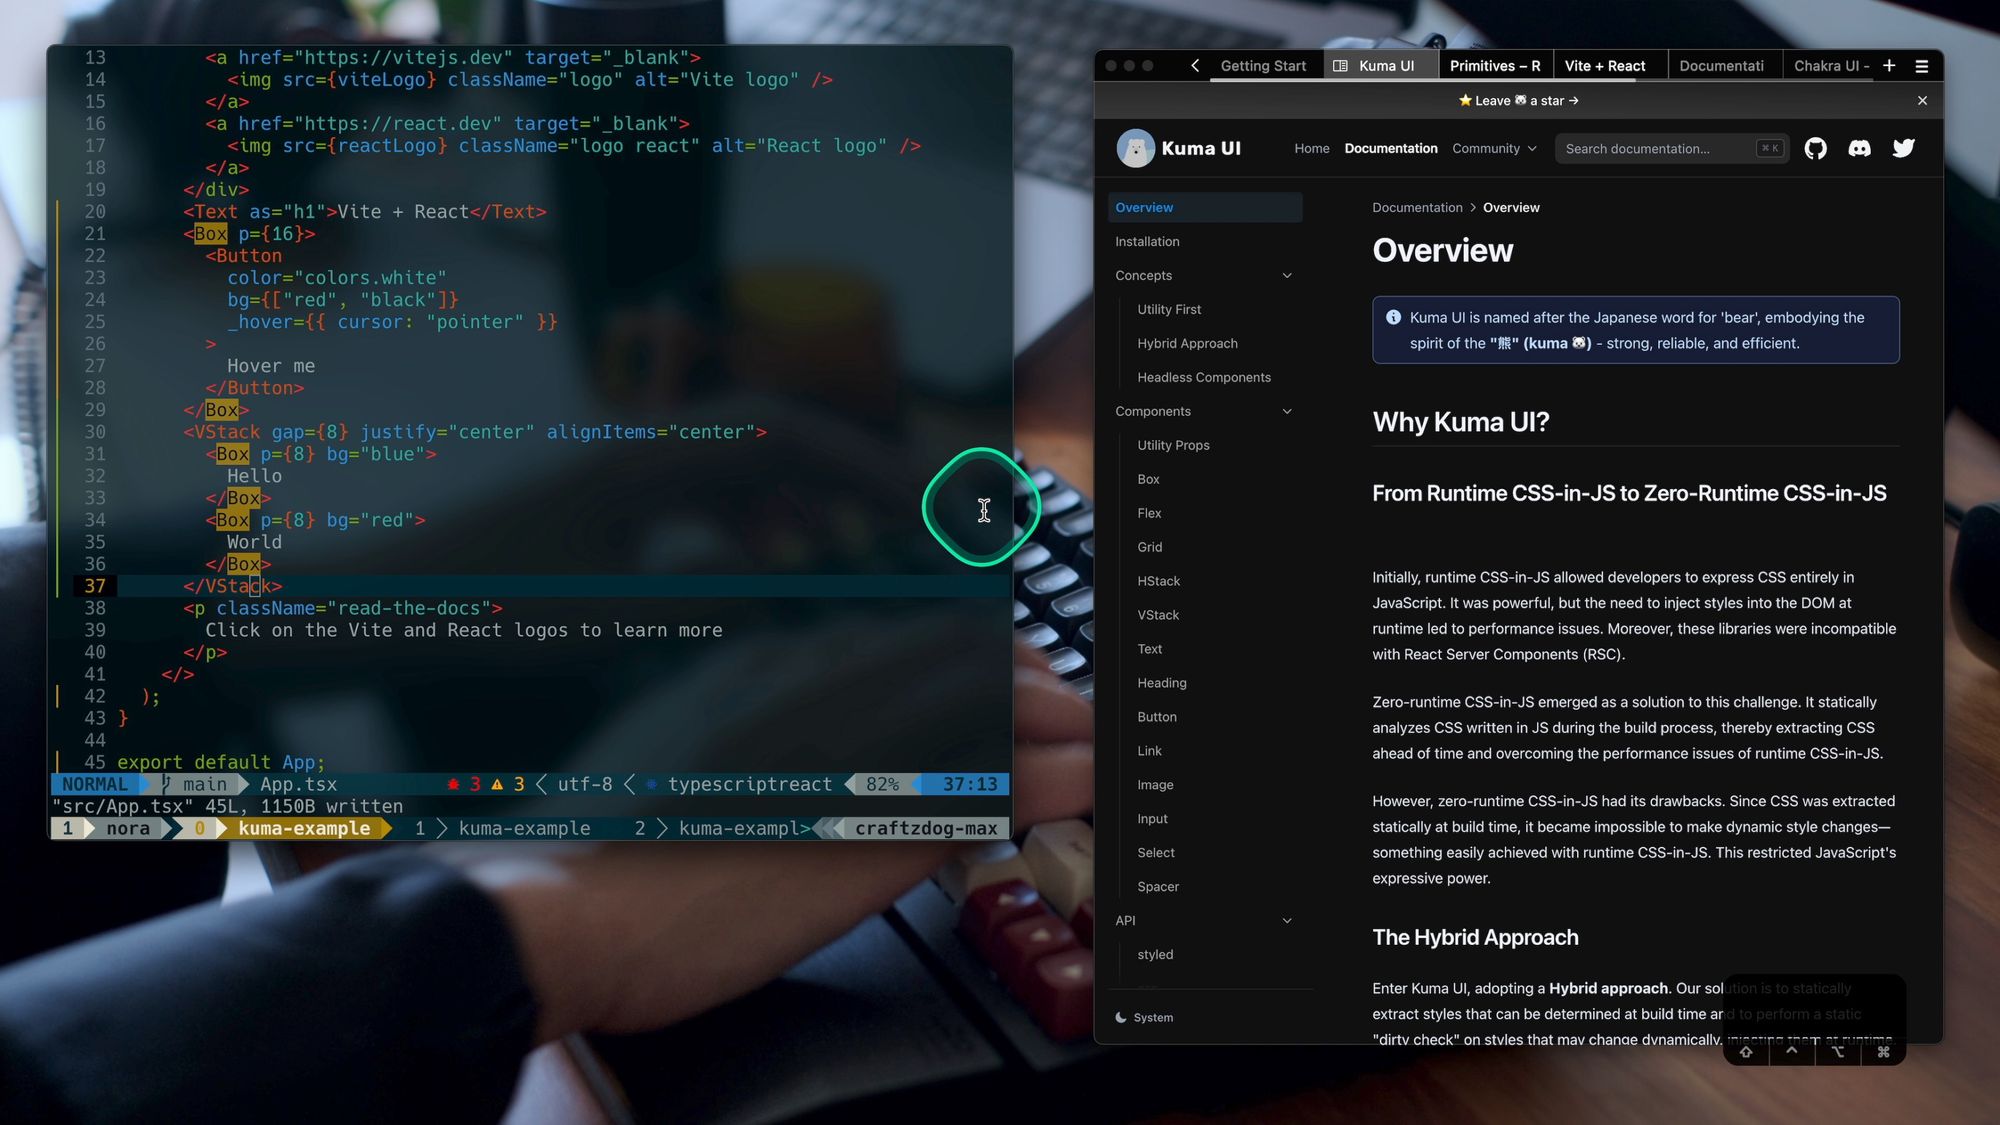 13 <a href="https://vitejs.dev" target="_blank">
14 <img src={viteLogo} className="logo" alt="Vite logo" />
15 </a>
16 <a href="https://react.dev" target="_blank">
17 <img src={reactLogo} className="logo react" alt="React logo" />
18 </a>
19 </div>
20 <Text as="h1">Vite + React</Text>
21 <Box p={16}>
22 <Button
23 color="colors.white"
24 bg={["red", "black"]}
25 _hover={{ cursor: "pointer" }}
26 >
27 Hover me
28 </Button>
29 </Box>
30 <VStack gap={8} justify="center" alignItems="center">
31 <Box p={8} bg="blue">
32 Hello
33 </Box>
34 <Box p={8} bg="red">
35 World
36 </Box>
37 </VStack>
38 <p className="read-the-docs">
39 Click on the Vite and React logos to learn more
40 </p>
41 </>
42 );
43 }
44
45 export default App;
NORMAL main App.tsx 3 3 utf-8 typescriptreact 82% 37:13
"src/App.tsx" 45L, 1150B written
1 nora 0 kuma-example 1 kuma-example 2 kuma-exampl> craftzdog-max
Getting Start Kuma UI Primitives – R Vite + React Documentati Chakra UI -
⭐ Leave 🐻‍❄️ a star →
Kuma UI Home Documentation Community Search documentation... ⌘ K
Overview
Installation
Concepts
Utility First
Hybrid Approach
Headless Components
Components
Utility Props
Box
Flex
Grid
HStack
VStack
Text
Heading
Button
Link
Image
Input
Select
Spacer
API
styled
System
Documentation > Overview
Overview
Kuma UI is named after the Japanese word for 'bear', embodying the
spirit of the "熊" (kuma 🐻‍❄️) - strong, reliable, and efficient.
Why Kuma UI?
From Runtime CSS-in-JS to Zero-Runtime CSS-in-JS
Initially, runtime CSS-in-JS allowed developers to express CSS entirely in
JavaScript. It was powerful, but the need to inject styles into the DOM at
runtime led to performance issues. Moreover, these libraries were incompatible
with React Server Components (RSC).
Zero-runtime CSS-in-JS emerged as a solution to this challenge. It statically
analyzes CSS written in JS during the build process, thereby extracting CSS
ahead of time and overcoming the performance issues of runtime CSS-in-JS.
However, zero-runtime CSS-in-JS had its drawbacks. Since CSS was extracted
statically at build time, it became impossible to make dynamic style changes—
something easily achieved with runtime CSS-in-JS. This restricted JavaScript's
expressive power.
The Hybrid Approach
Enter Kuma UI, adopting a Hybrid approach. Our solution is to statically
extract styles that can be determined at build time and to perform a static
"dirty check" on styles that may change dynamically, injecting them at runtime.
⇧ ⌃ ⌥ ⌘